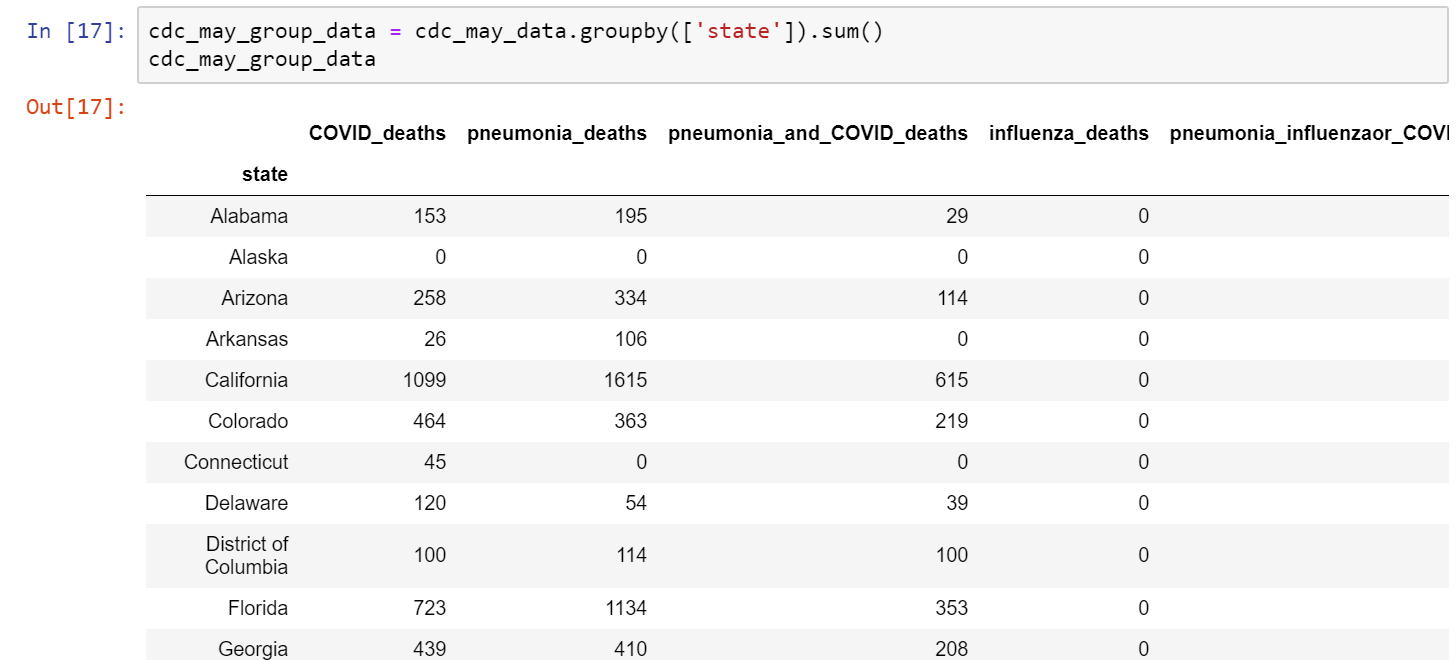 In [17]: cdc_may_group_data = cdc_may_data.groupby(['state']).sum()
cdc_may_group_data
Out[17]:
COVID_deaths pneumonia_deaths pneumonia_and_COVID_deaths influenza_deaths pneumonia_influenzaor_COVI
state
Alabama 153 195 29 0
Alaska 0 0 0 0
Arizona 258 334 114 0
Arkansas 26 106 0 0
California 1099 1615 615 0
Colorado 464 363 219 0
Connecticut 45 0 0 0
Delaware 120 54 39 0
District of
Columbia 100 114 100 0
Florida 723 1134 353 0
Georgia 439 410 208 0